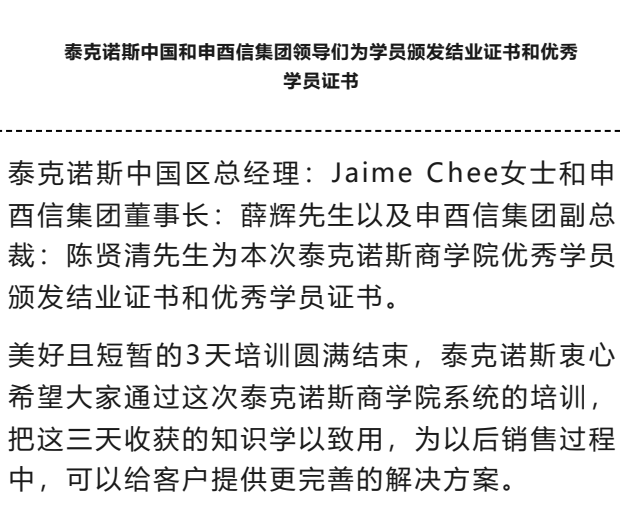 泰克诺斯中国和申酉信集团领导们为学员颁发结业证书和优秀
学员证书
泰克诺斯中国区总经理：Jaime Chee女士和申
酉信集团董事长：薛辉先生以及申酉信集团副总
裁：陈贤清先生为本次泰克诺斯商学院优秀学员
颁发结业证书和优秀学员证书。
美好且短暂的3天培训圆满结束，泰克诺斯衷心
希望大家通过这次泰克诺斯商学院系统的培训，
把这三天收获的知识学以致用，为以后销售过程
中，可以给客户提供更完善的解决方案。